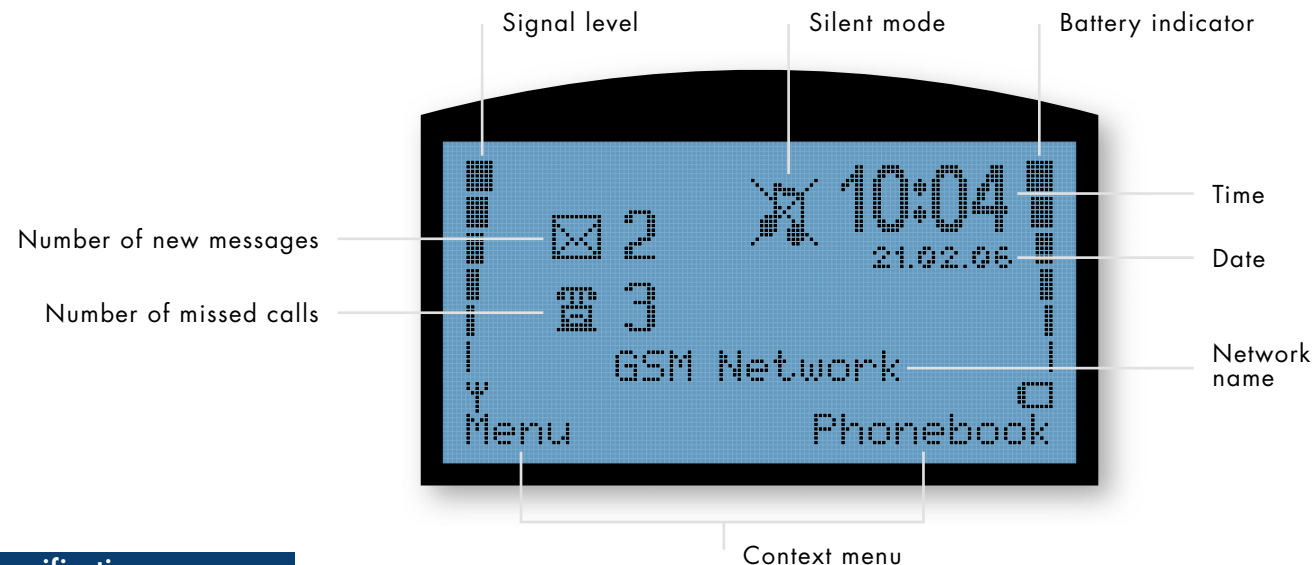 Signal level
Silent mode
Battery indicator
10:04
Time
Number of new messages
2
21.02.06
Date
Number of missed calls
3
GSM Network
Network
name
Menu
Phonebook
Context menu